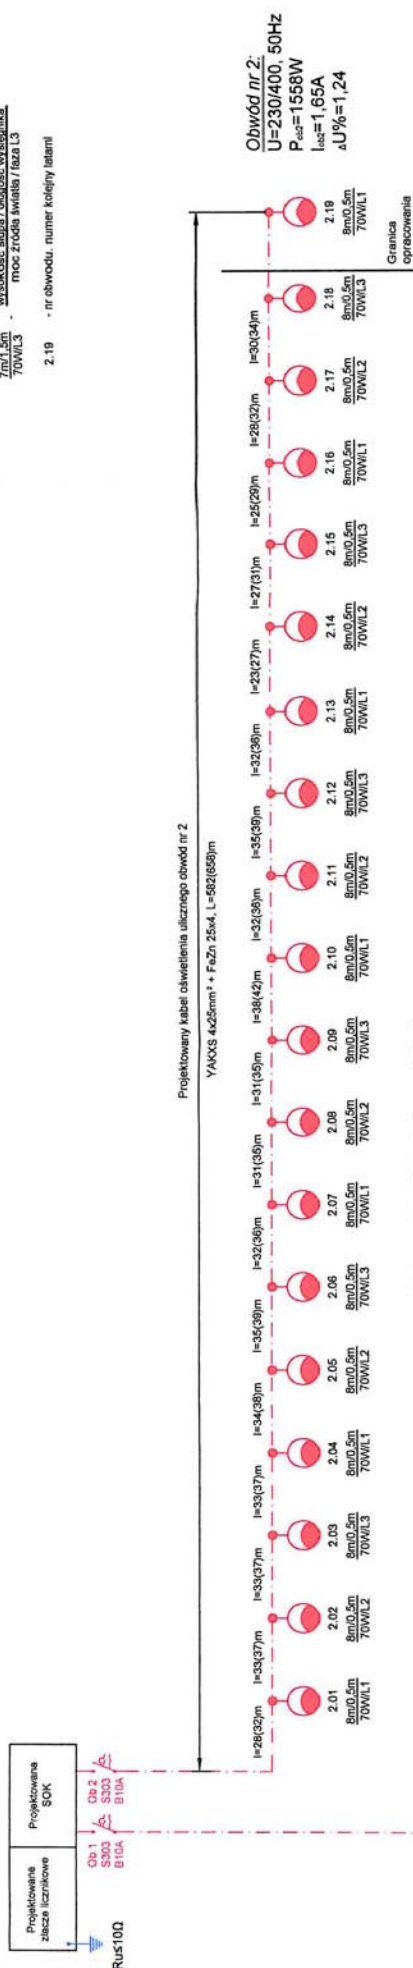 7m/1,5m
70W/L3
-
wysokość słupa / długość wysięgnika
moc źródła światła / faza L3
2.19 - nr obwodu. numer kolejny latarni
Obwód nr 2:
U=230/400, 50Hz
Pob2=1558W
Iob2=1,65A
ΔU%=1,24
Projektowany kabel oświetlenia ulicznego obwód nr 2
YAKXS 4x25mm² + FeZn 25x4, L=582(658)m
Projektowane
złącze licznikowe
Projektowana
SOK
Ru≤10Ω
Ob 1
S303
B10A
Ob 2
S303
B10A
l=28(32)m
l=33(37)m
l=33(37)m
l=33(37)m
l=34(38)m
l=35(39)m
l=32(36)m
l=31(35)m
l=31(35)m
l=38(42)m
l=32(36)m
l=35(39)m
l=32(36)m
l=23(27)m
l=27(31)m
l=25(29)m
l=28(32)m
l=30(34)m
2.01
8m/0,5m
70W/L1
2.02
8m/0,5m
70W/L2
2.03
8m/0,5m
70W/L3
2.04
8m/0,5m
70W/L1
2.05
8m/0,5m
70W/L2
2.06
8m/0,5m
70W/L3
2.07
8m/0,5m
70W/L1
2.08
8m/0,5m
70W/L2
2.09
8m/0,5m
70W/L3
2.10
8m/0,5m
70W/L1
2.11
8m/0,5m
70W/L2
2.12
8m/0,5m
70W/L3
2.13
8m/0,5m
70W/L1
2.14
8m/0,5m
70W/L2
2.15
8m/0,5m
70W/L3
2.16
8m/0,5m
70W/L1
2.17
8m/0,5m
70W/L2
2.18
8m/0,5m
70W/L3
2.19
8m/0,5m
70W/L1
Granica
opracowania